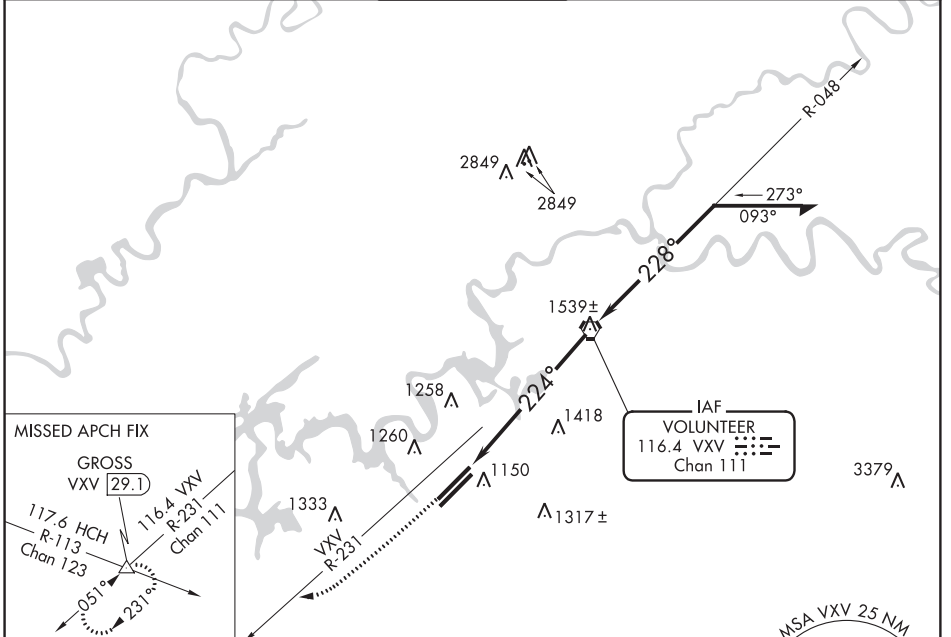 R-048
2849
2849
273°
093°
228°
1539±
224°
1258
1418
IAF
VOLUNTEER
116.4 VXV
Chan 111
1260
1150
3379
1333
1317±
VXV
R-231
MISSED APCH FIX
GROSS
VXV 29.1
117.6 HCH
R-113
Chan 123
116.4 VXV
R-231
Chan 111
051°
231°
MSA VXV 25 NM